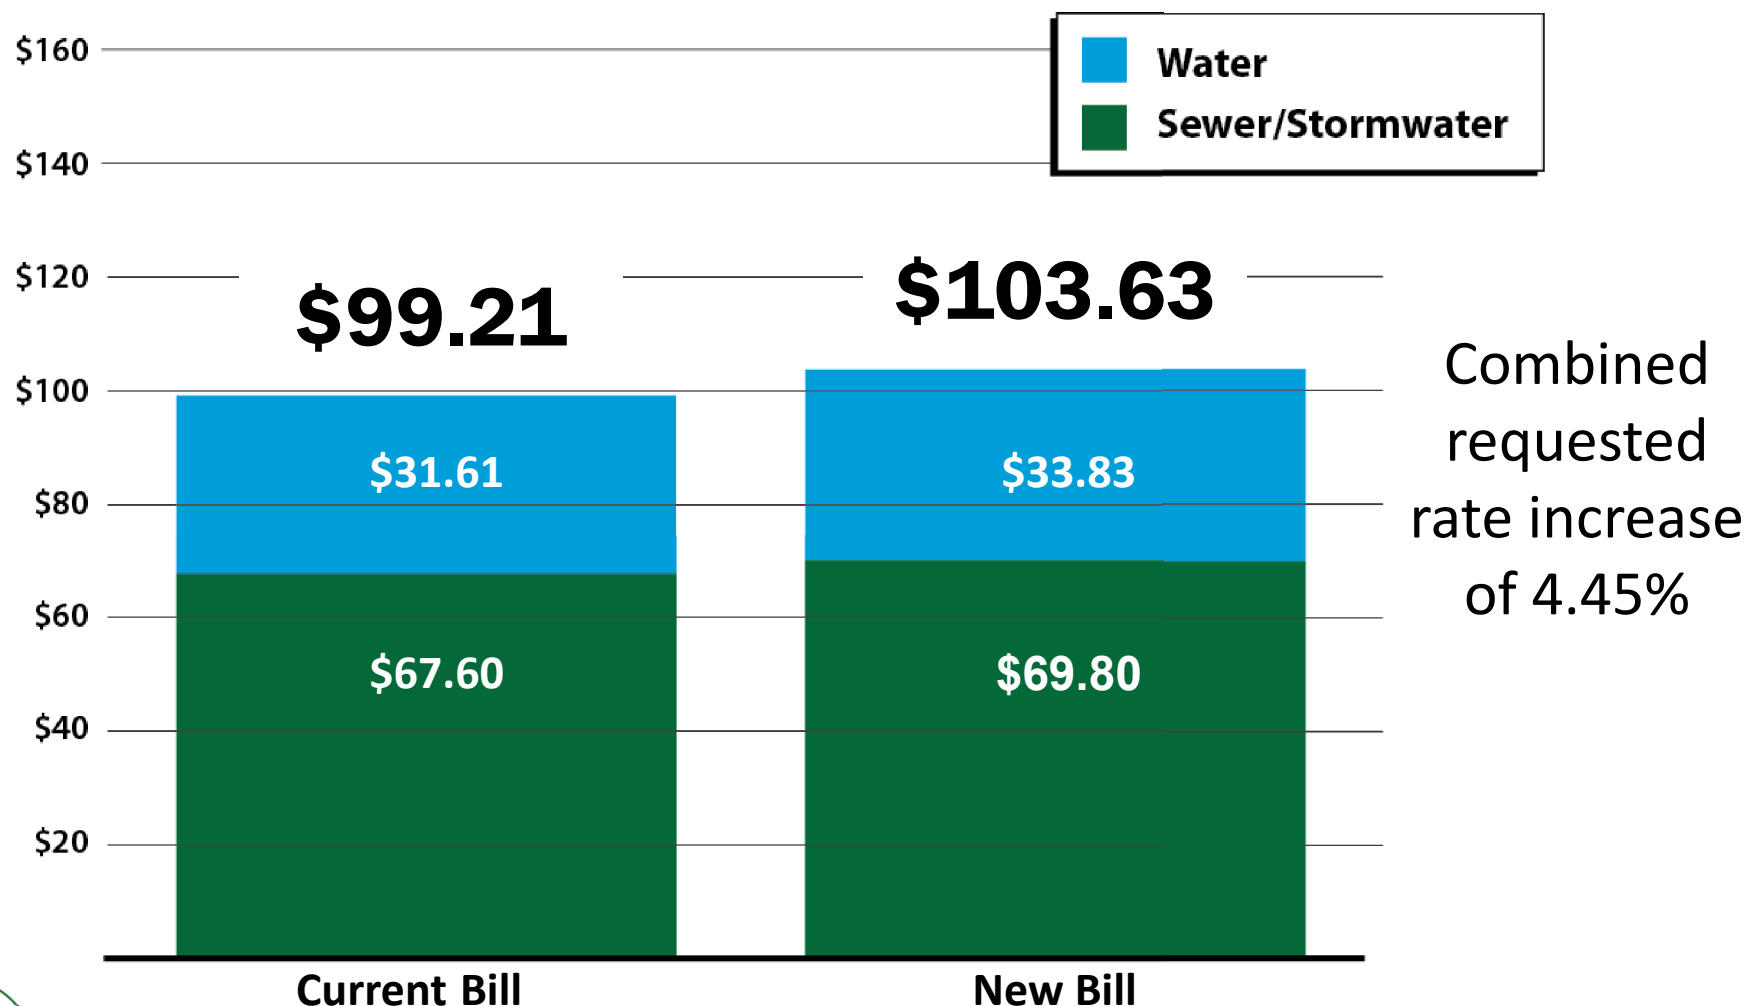 $160
$140
$120
$100
$80
$60
$40
$20
Water
Sewer/Stormwater
$99.21
$103.63
$31.61
$33.83
$67.60
$69.80
Current Bill
New Bill
Combined
requested
rate increase
of 4.45%